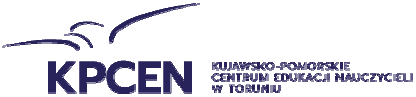 KPCEN
KUJAWSKO-POMORSKIE
CENTRUM EDUKACJI NAUCZYCIELI
W TORUNIU